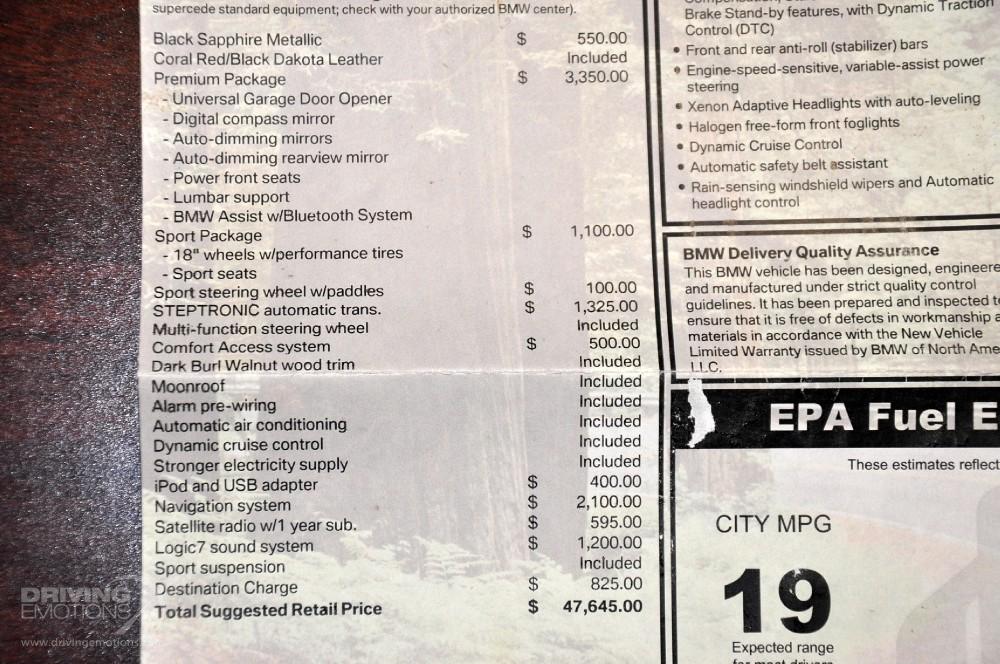 supercede standard equipment; check with your authorized BMW center).
Black Sapphire Metallic $ 550.00
Coral Red/Black Dakota Leather Included
Premium Package $ 3,350.00
- Universal Garage Door Opener
- Digital compass mirror
- Auto-dimming mirrors
- Auto-dimming rearview mirror
- Power front seats
- Lumbar support
- BMW Assist w/Bluetooth System
Sport Package $ 1,100.00
- 18" wheels w/performance tires
- Sport seats
Sport steering wheel w/paddles $ 100.00
STEPTRONIC automatic trans. $ 1,325.00
Multi-function steering wheel Included
Comfort Access system $ 500.00
Dark Burl Walnut wood trim Included
Moonroof Included
Alarm pre-wiring Included
Automatic air conditioning Included
Dynamic cruise control Included
Stronger electricity supply Included
iPod and USB adapter $ 400.00
Navigation system $ 2,100.00
Satellite radio w/1 year sub. $ 595.00
Logic7 sound system $ 1,200.00
Sport suspension Included
Destination Charge $ 825.00
Total Suggested Retail Price $ 47,645.00
Brake Stand-by features, with Dynamic Traction
Control (DTC)
• Front and rear anti-roll (stabilizer) bars
• Engine-speed-sensitive, variable-assist power
steering
• Xenon Adaptive Headlights with auto-leveling
• Halogen free-form front foglights
• Dynamic Cruise Control
• Automatic safety belt assistant
• Rain-sensing windshield wipers and Automatic
headlight control
BMW Delivery Quality Assurance
This BMW vehicle has been designed, engineere
and manufactured under strict quality control
guidelines. It has been prepared and inspected t
ensure that it is free of defects in workmanship a
materials in accordance with the New Vehicle
Limited Warranty issued by BMW of North Ame
LLC.
EPA Fuel E
These estimates reflect
CITY MPG
19
Expected range
for most drivers
DRIVING
EMOTIONS
www.drivingemotions